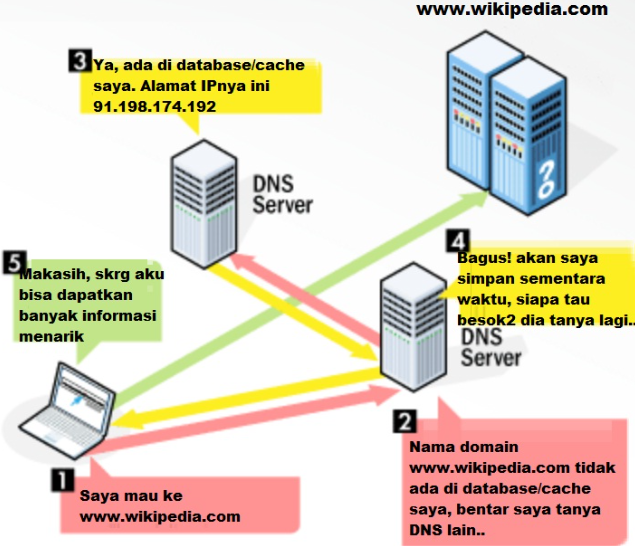 www.wikipedia.com
3
Ya, ada di database/cache
saya. Alamat IPnya ini
91.198.174.192
DNS
Server
4
Bagus! akan saya
simpan sementara
waktu, siapa tau
besok2 dia tanya lagi..
DNS
Server
5
Makasih, skrg aku
bisa dapatkan
banyak informasi
menarik
?
2
Nama domain
www.wikipedia.com tidak
ada di database/cache
saya, bentar saya tanya
DNS lain..
1
Saya mau ke
www.wikipedia.com